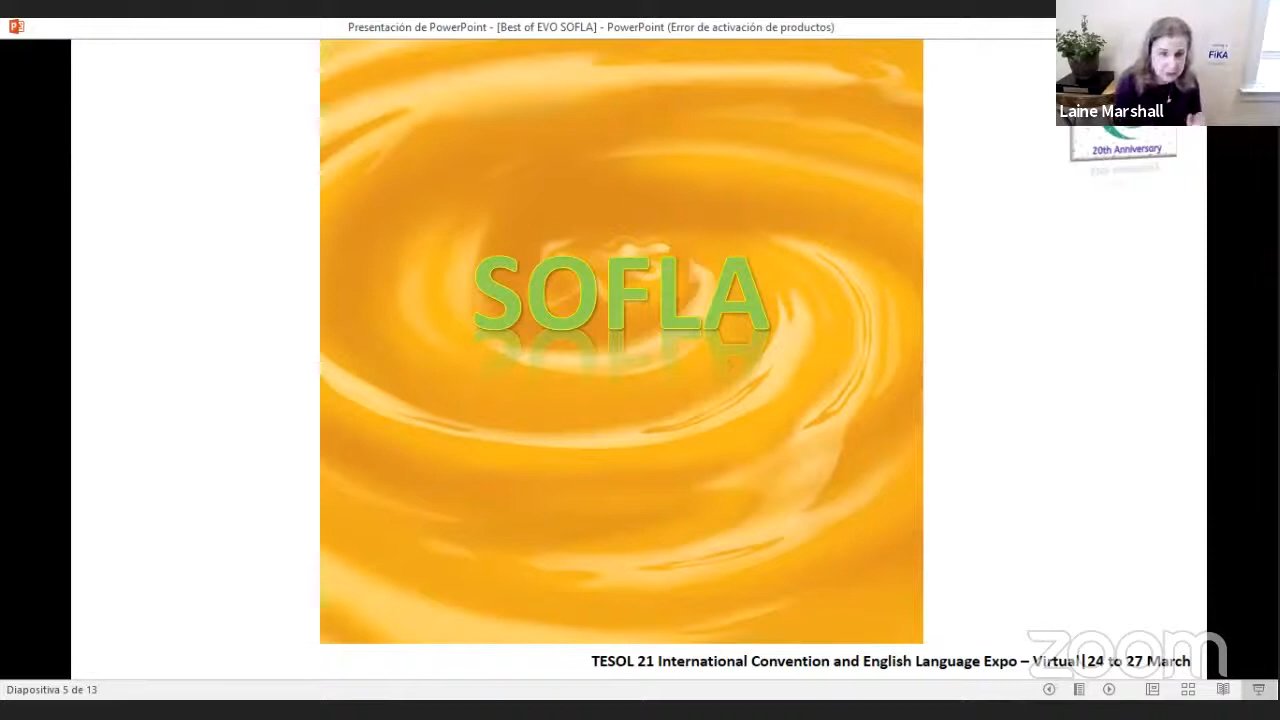 Presentación de PowerPoint - [Best of EVO SOFLA] - PowerPoint (Error de activación de productos)
FIKA
Laine Marshall
20th Anniversary
SOFLA
TESOL 21 International Convention and English Language Expo – Virtual|24 to 27 March
zoom
Diapositiva 5 de 13